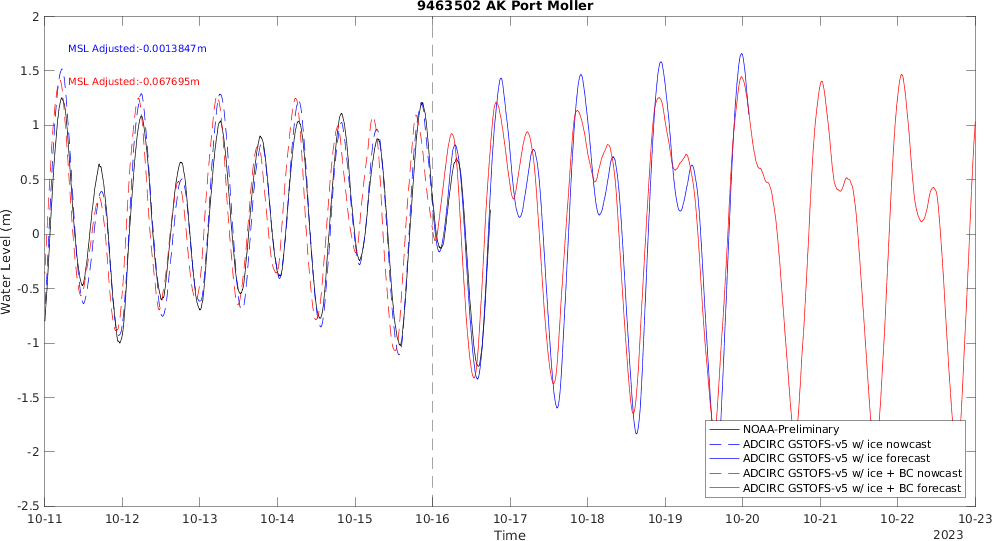 9463502 AK Port Moller
MSL Adjusted:-0.0013847m
MSL Adjusted:-0.067695m
Water Level (m)
2
1.5
1
0.5
0
-0.5
-1
-1.5
-2
-2.5
NOAA-Preliminary
ADCIRC GSTOFS-v5 w/ ice nowcast
ADCIRC GSTOFS-v5 w/ ice forecast
ADCIRC GSTOFS-v5 w/ ice + BC nowcast
ADCIRC GSTOFS-v5 w/ ice + BC forecast
10-11 10-12 10-13 10-14 10-15 10-16 10-17 10-18 10-19 10-20 10-21 10-22 10-23
Time
2023